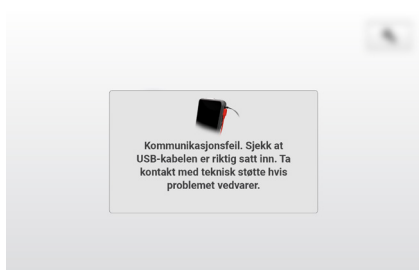 Kommunikasjonsfeil. Sjekk at
USB-kabelen er riktig satt inn. Ta
kontakt med teknisk støtte hvis
problemet vedvarer.